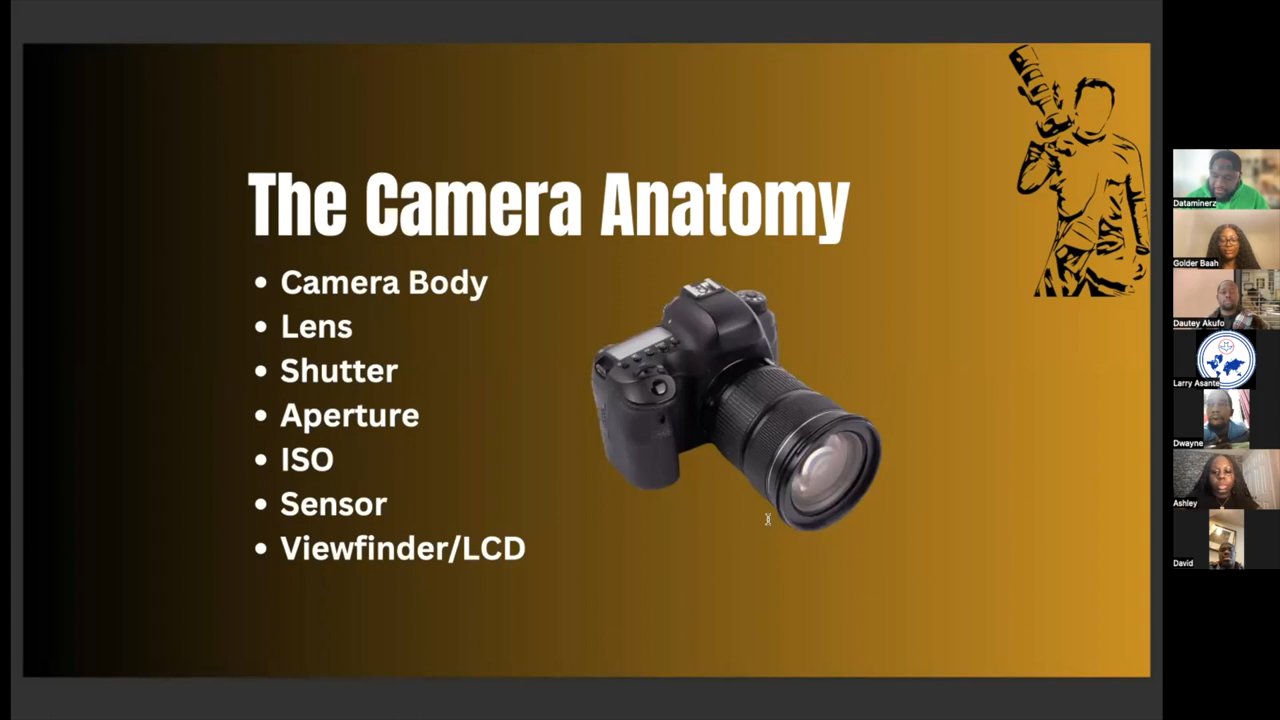 The Camera Anatomy
• Camera Body
• Lens
• Shutter
• Aperture
• ISO
• Sensor
• Viewfinder/LCD
Dataminerz
Golder Baah
Dautey Akufo
Larry Asante
Dwayne
Ashley
David